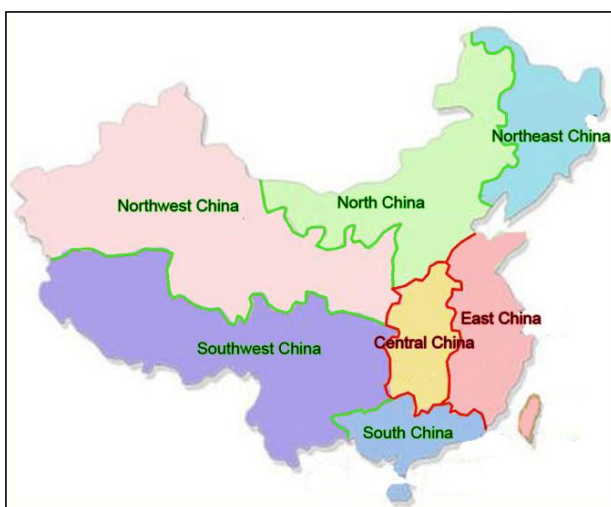 Northeast China
Northwest China
North China
East China
Central China
Southwest China
South China